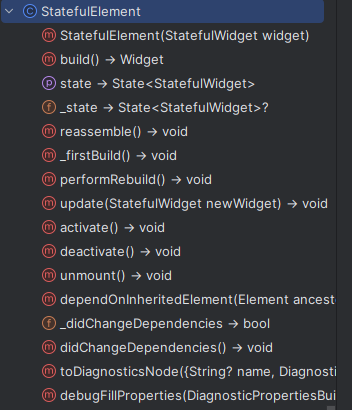 C StatefulElement
m StatefulElement(StatefulWidget widget)
m build() → Widget
p state → State<StatefulWidget>
f _state → State<StatefulWidget>?
m reassemble() → void
m _firstBuild() → void
m performRebuild() → void
m update(StatefulWidget newWidget) → void
m activate() → void
m deactivate() → void
m unmount() → void
m dependOnInheritedElement(Element ancest
f _didChangeDependencies → bool
m didChangeDependencies() → void
m toDiagnosticsNode({String? name, Diagnosti
m debugFillProperties(DiagnosticPropertiesBui